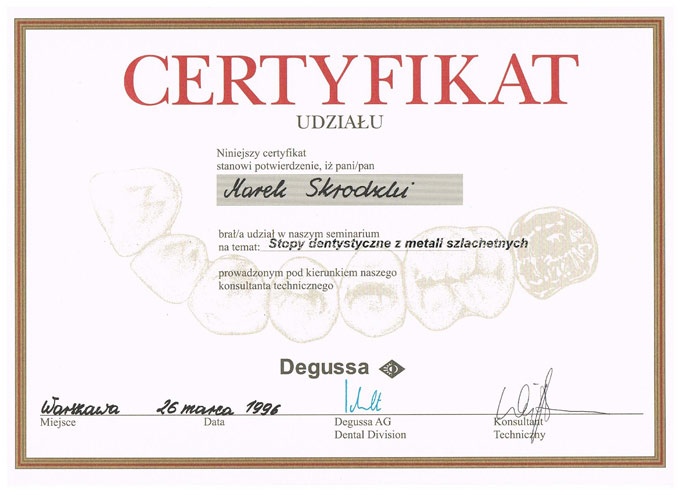 CERTYFIKAT
UDZIAŁU
Niniejszy certyfikat
stanowi potwierdzenie, iż pani/pan
Marek Skrodzki
brał/a udział w naszym seminarium
na temat: Stopy dentystyczne z metali szlachetnych
prowadzonym pod kierunkiem naszego
konsultanta technicznego
Degussa
Warszawa 26 marca 1996
Miejsce Data Degussa AG Konsultant
Dental Division Techniczny